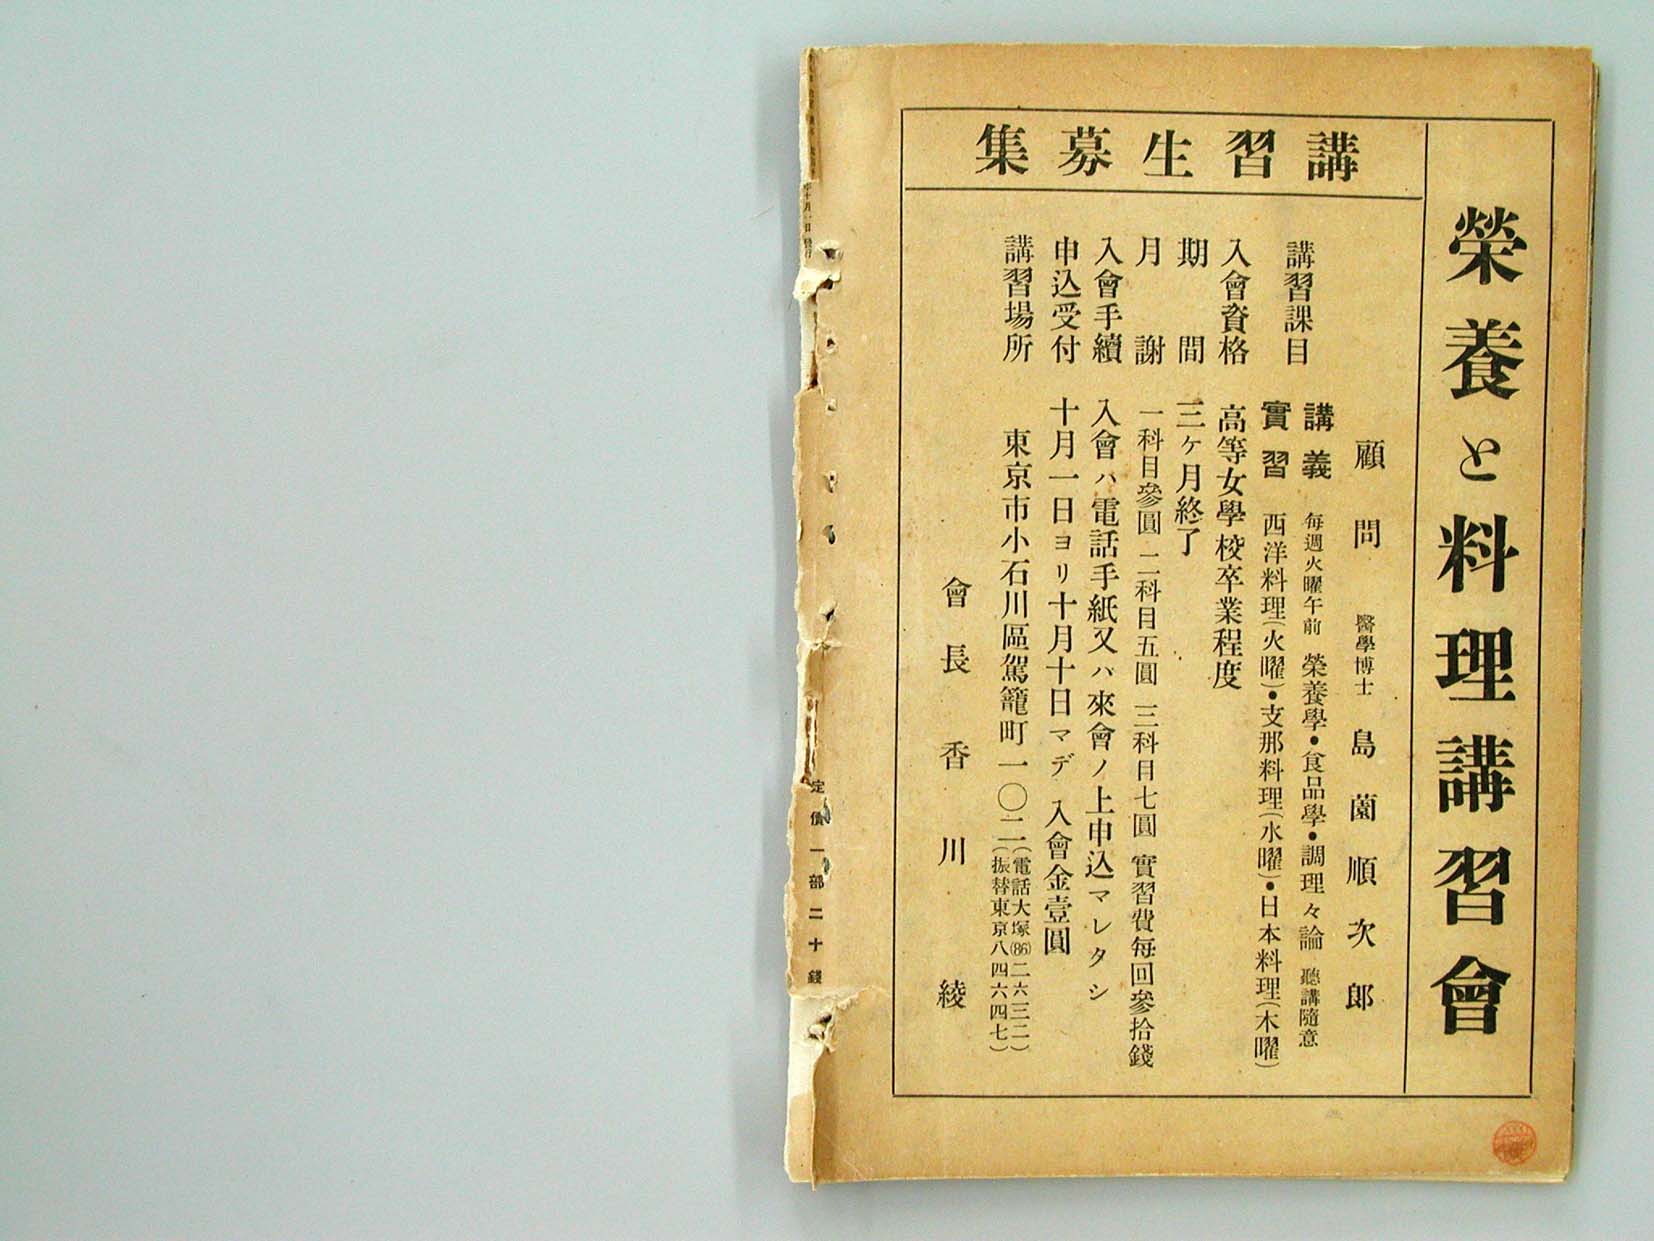 榮養と料理講習會
講習生募集
顧問 醫學博士 島薗順次郎
講習課目
講義 每週火曜午前 榮養學・食品學・調理々論 聽講隨意
實習 西洋料理(火曜)・支那料理(水曜)・日本料理(木曜)
入會資格 高等女學校卒業程度
期間 三ヶ月終了
月謝 一科目參圓 二科目五圓 三科目七圓 實習費每回參拾錢
入會手續 入會ハ電話手紙又ハ來會ノ上申込マレタシ
申込受付 十月一日ヨリ十月十日マデ 入會金壹圓
講習場所 東京市小石川區駕籠町一〇二(電話大塚(86)二六三二)
(振替東京八四六四七)
會長 香川綾
十月一日發行
定價一部二十錢